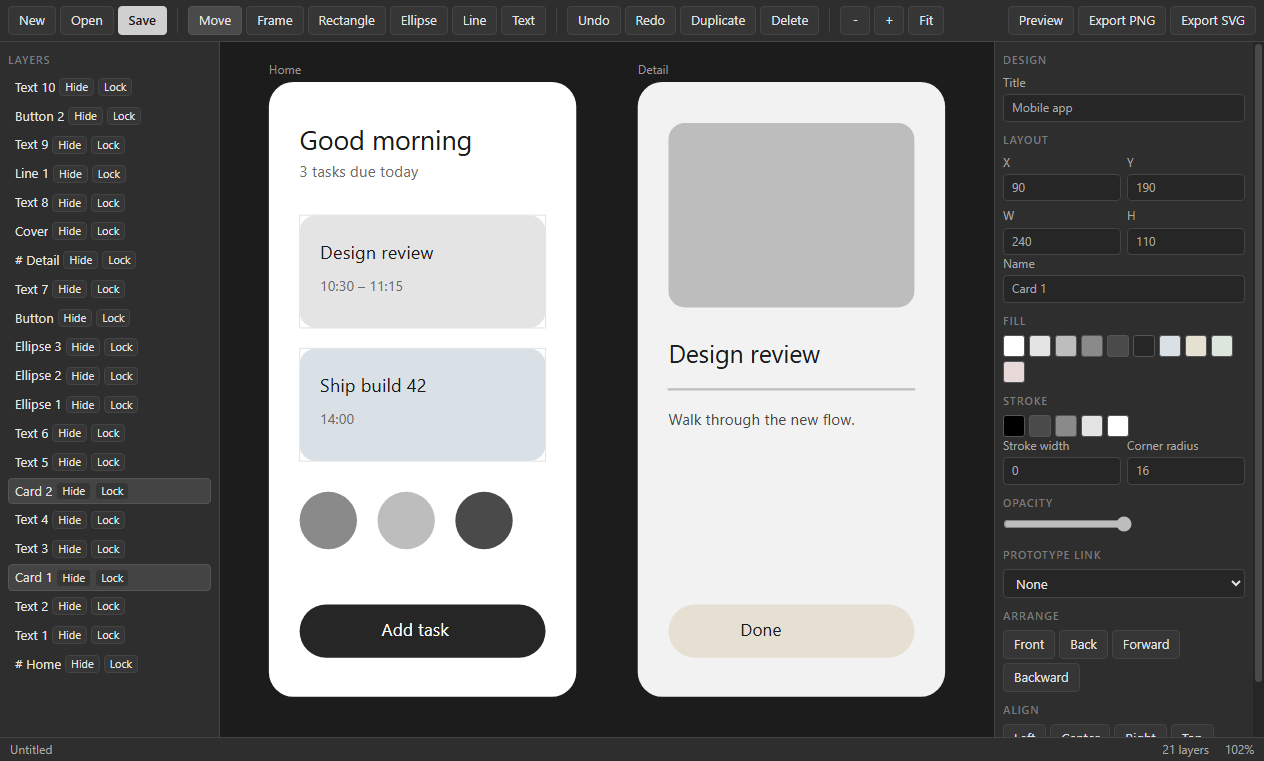 New Open Save Move Frame Rectangle Ellipse Line Text Undo Redo Duplicate Delete - + Fit Preview Export PNG Export SVG
LAYERS
Text 10 Hide Lock
Button 2 Hide Lock
Text 9 Hide Lock
Line 1 Hide Lock
Text 8 Hide Lock
Cover Hide Lock
# Detail Hide Lock
Text 7 Hide Lock
Button Hide Lock
Ellipse 3 Hide Lock
Ellipse 2 Hide Lock
Ellipse 1 Hide Lock
Text 6 Hide Lock
Text 5 Hide Lock
Card 2 Hide Lock
Text 4 Hide Lock
Text 3 Hide Lock
Card 1 Hide Lock
Text 2 Hide Lock
Text 1 Hide Lock
# Home Hide Lock
Home
Good morning
3 tasks due today
Design review
10:30 – 11:15
Ship build 42
14:00
Add task
Detail
Design review
Walk through the new flow.
Done
DESIGN
Title
Mobile app
LAYOUT
X Y
90 190
W H
240 110
Name
Card 1
FILL
STROKE
Stroke width Corner radius
0 16
OPACITY
PROTOTYPE LINK
None
ARRANGE
Front Back Forward
Backward
ALIGN
Left Center Right Top
Untitled 21 layers 102%